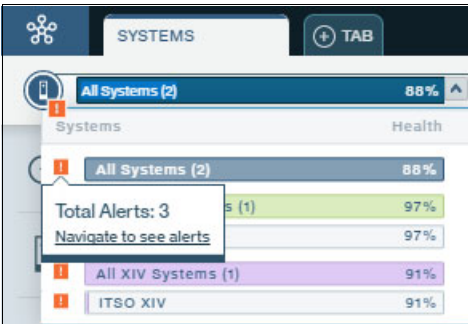 SYSTEMS
TAB
All Systems (2) 88%
Systems Health
All Systems (2) 88%
Total Alerts: 3
Navigate to see alerts
s (1) 97%
97%
All XIV Systems (1) 91%
ITSO XIV 91%